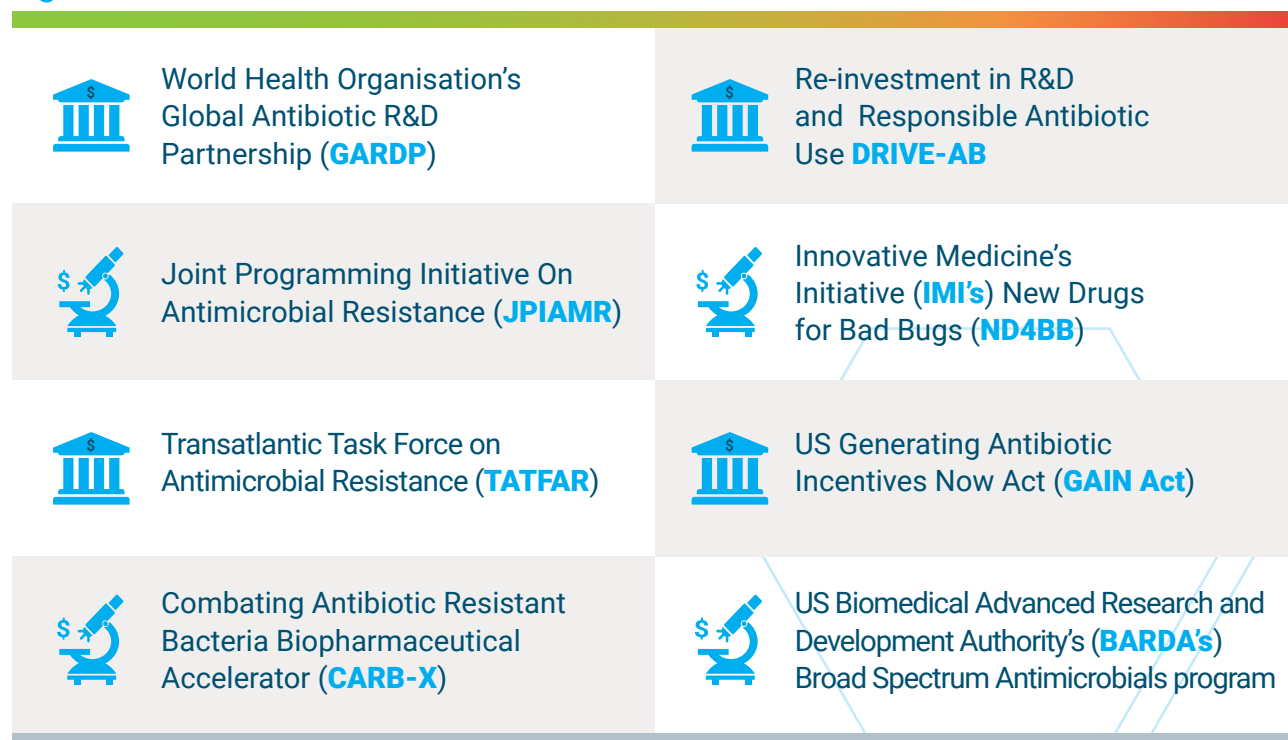 World Health Organisation's
Global Antibiotic R&D
Partnership (GARDP)
Re-investment in R&D
and Responsible Antibiotic
Use DRIVE-AB
Joint Programming Initiative On
Antimicrobial Resistance (JPIAMR)
Innovative Medicine's
Initiative (IMI's) New Drugs
for Bad Bugs (ND4BB)
Transatlantic Task Force on
Antimicrobial Resistance (TATFAR)
US Generating Antibiotic
Incentives Now Act (GAIN Act)
Combating Antibiotic Resistant
Bacteria Biopharmaceutical
Accelerator (CARB-X)
US Biomedical Advanced Research and
Development Authority's (BARDA's)
Broad Spectrum Antimicrobials program